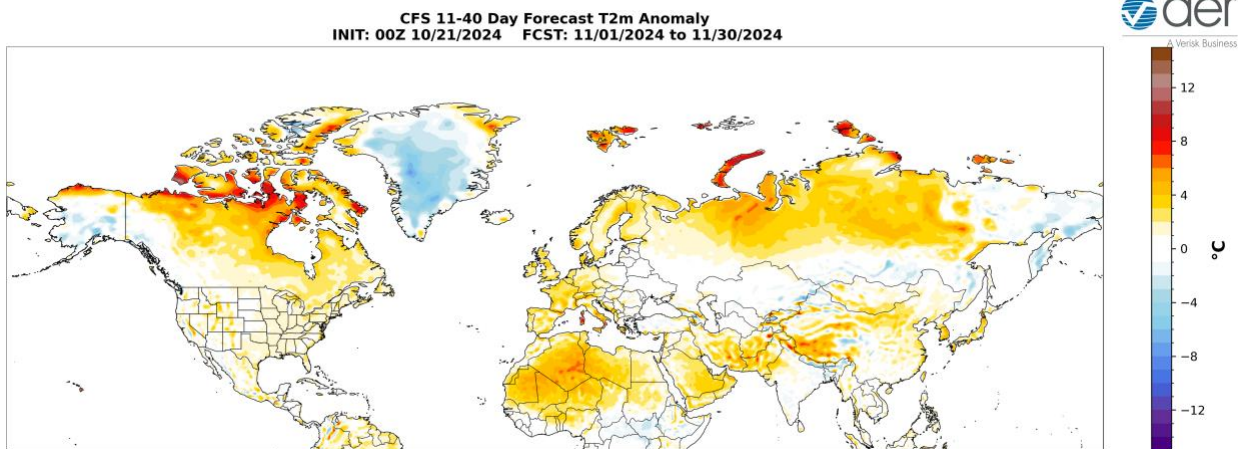 CFS 11-40 Day Forecast T2m Anomaly
INIT: 00Z 10/21/2024 FCST: 11/01/2024 to 11/30/2024
aer
A Verisk Business
12
8
4
0
−4
−8
−12
°C